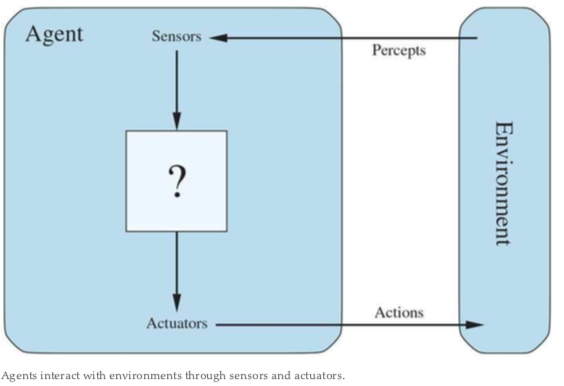 Agent
Sensors
Percepts
?
Environment
Actuators
Actions
Agents interact with environments through sensors and actuators.